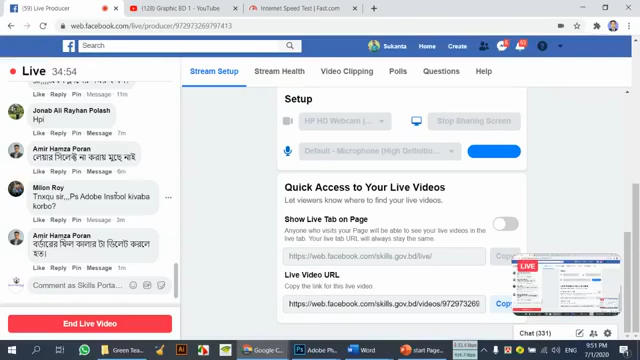 (59) Live Producer
(128) Graphic BD 1 - YouTube
Internet Speed Test | Fast.com
web.facebook.com/live/producer/972973269797413
Search
Sukanta
Home
Create
Live 34:54
Stream Setup
Stream Health
Video Clipping
Polls
Questions
Help
Like Reply Pin Message 11m
Jonab Ali Rayhan Polash
Hpi
Like Reply Pin Message 7m
Amir Hamza Poran
লেয়ার সিলেক্ট না করায় মুছে নাই
Like Reply Pin Message 6m
Milon Roy
Tnxqu sir,,,Ps Adobe Instool kivaba
korbo?
Like Reply Pin Message 3m
Amir Hamza Poran
বর্ডারের ফিল কালার টা ডিলেট করলে
হত।
Like Reply Pin Message 1m
Comment as Skills Porta...
End Live Video
Setup
HP HD Webcam (...
Stop Sharing Screen
Default - Microphone (High Definitio...
Quick Access to Your Live Videos
Let viewers know where to find your live videos.
Show Live Tab on Page
Anyone who visits your Page will be able to see your live videos in
the live tab. Your live tab URL will always stay the same.
https://web.facebook.com/skills.gov.bd/live/
Live Video URL
Copy the link for this live video.
https://web.facebook.com/skills.gov.bd/videos/972973269
LIVE
Chat (331)
Green Tea...
Google C...
Adobe Ph...
Word
start Page...
9:51 PM
7/1/2020